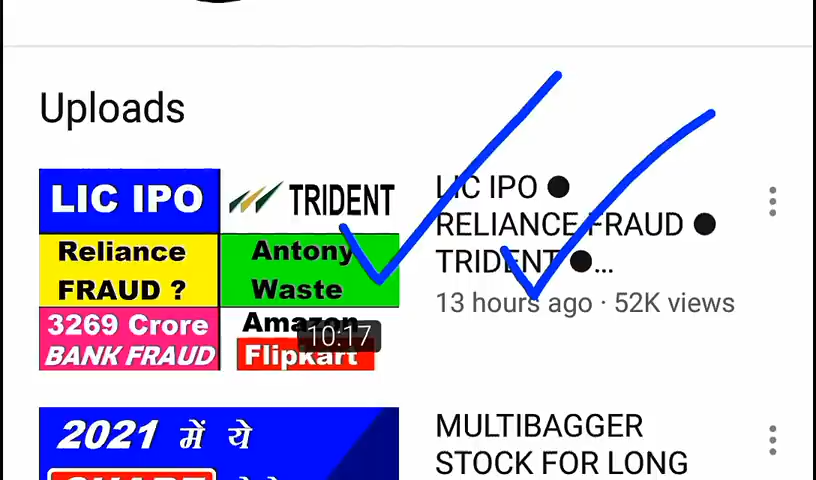 Uploads
LIC IPO
TRIDENT
Reliance
FRAUD ?
Antony
Waste
3269 Crore
BANK FRAUD
Amazon
Flipkart
10:17
LIC IPO ●
RELIANCE FRAUD ●
TRIDENT ●...
13 hours ago · 52K views
2021 में ये
MULTIBAGGER
STOCK FOR LONG